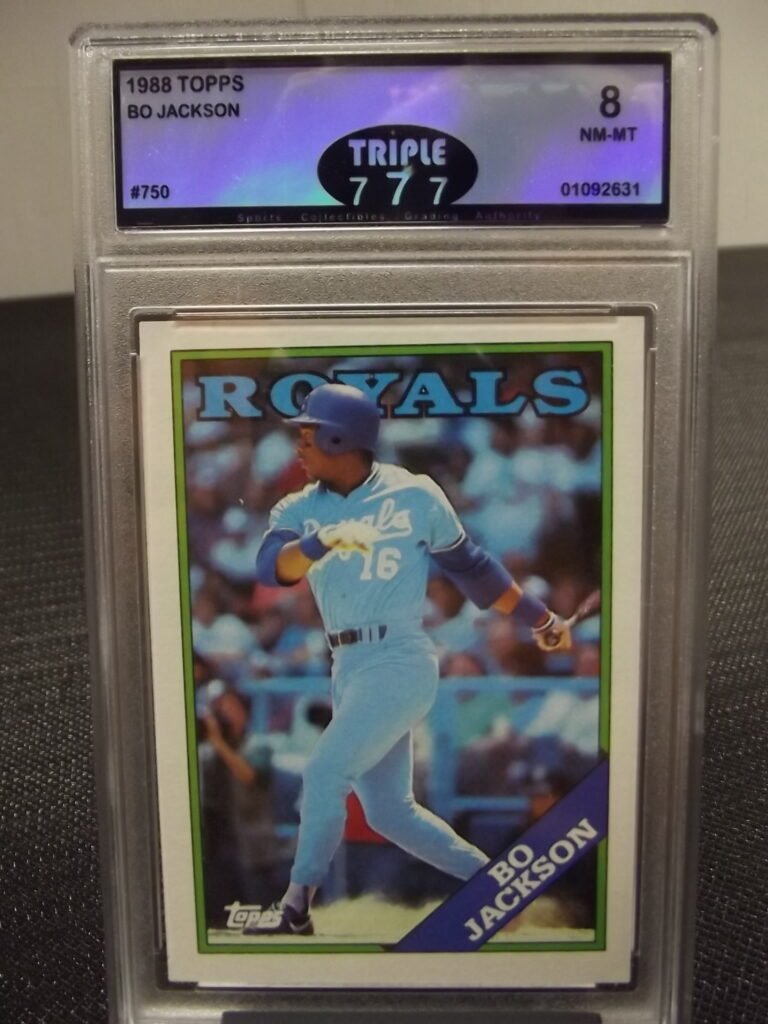 1988 TOPPS
BO JACKSON
8
NM-MT
TRIPLE
7 7 7
#750
01092631
Sports Collectibles Grading Authority
ROYALS
Royals
16
BO
JACKSON
topps